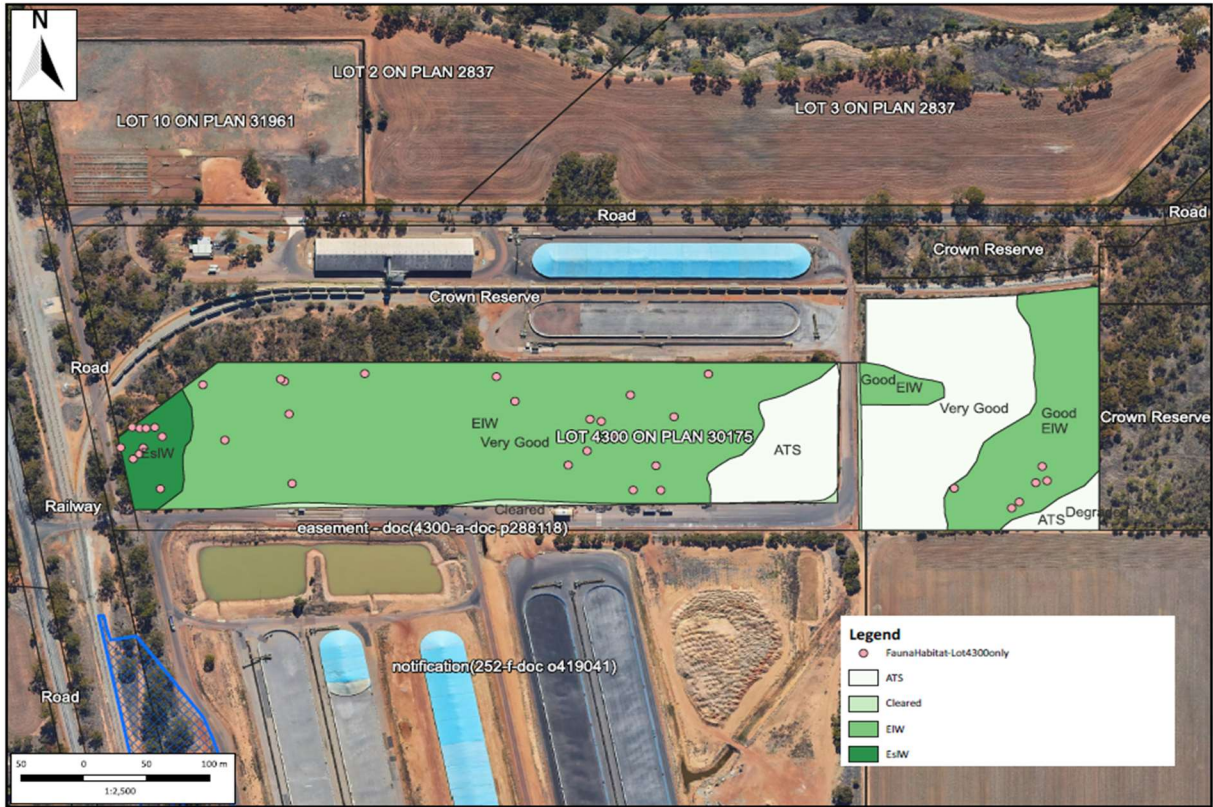 N
LOT 2 ON PLAN 2837
LOT 10 ON PLAN 31961
LOT 3 ON PLAN 2837
Road
Road
Crown Reserve
Crown Reserve
Road
Good
EIW
Very Good
Good
EIW
Crown Reserve
EIW
Very Good
LOT 4300 ON PLAN 30175
ATS
EsIW
Railway
Cleared
ATS
Degraded
easement - doc(4300-a-doc p288118)
notification(252-f-doc o419041)
Road
50 0 50 100 m
1:2,500
Legend
FaunaHabitat-Lot4300only
ATS
Cleared
EIW
EsIW